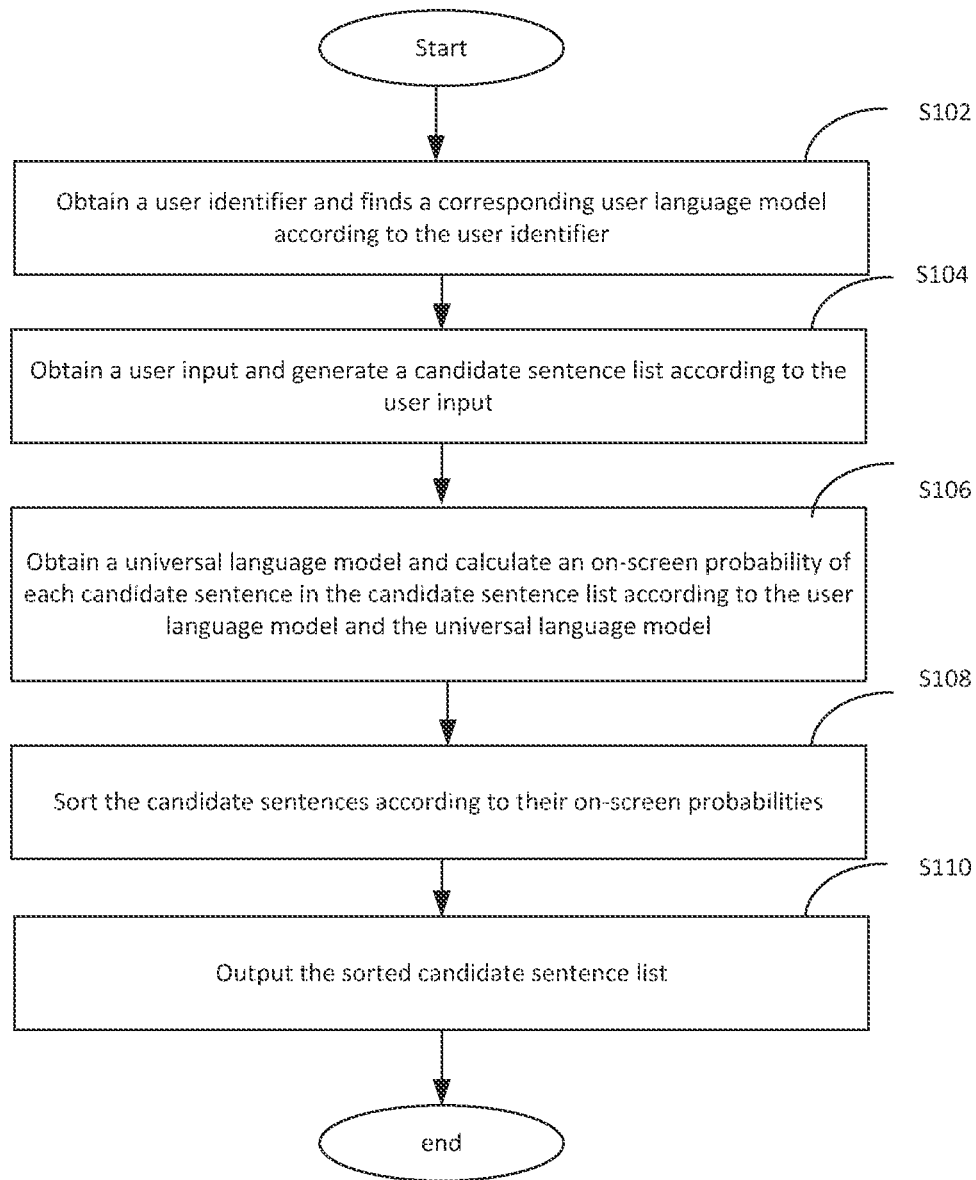 Start
S102
Obtain a user identifier and finds a corresponding user language model
according to the user identifier
S104
Obtain a user input and generate a candidate sentence list according to the
user input
S106
Obtain a universal language model and calculate an on-screen probability of
each candidate sentence in the candidate sentence list according to the user
language model and the universal language model
S108
Sort the candidate sentences according to their on-screen probabilities
S110
Output the sorted candidate sentence list
end